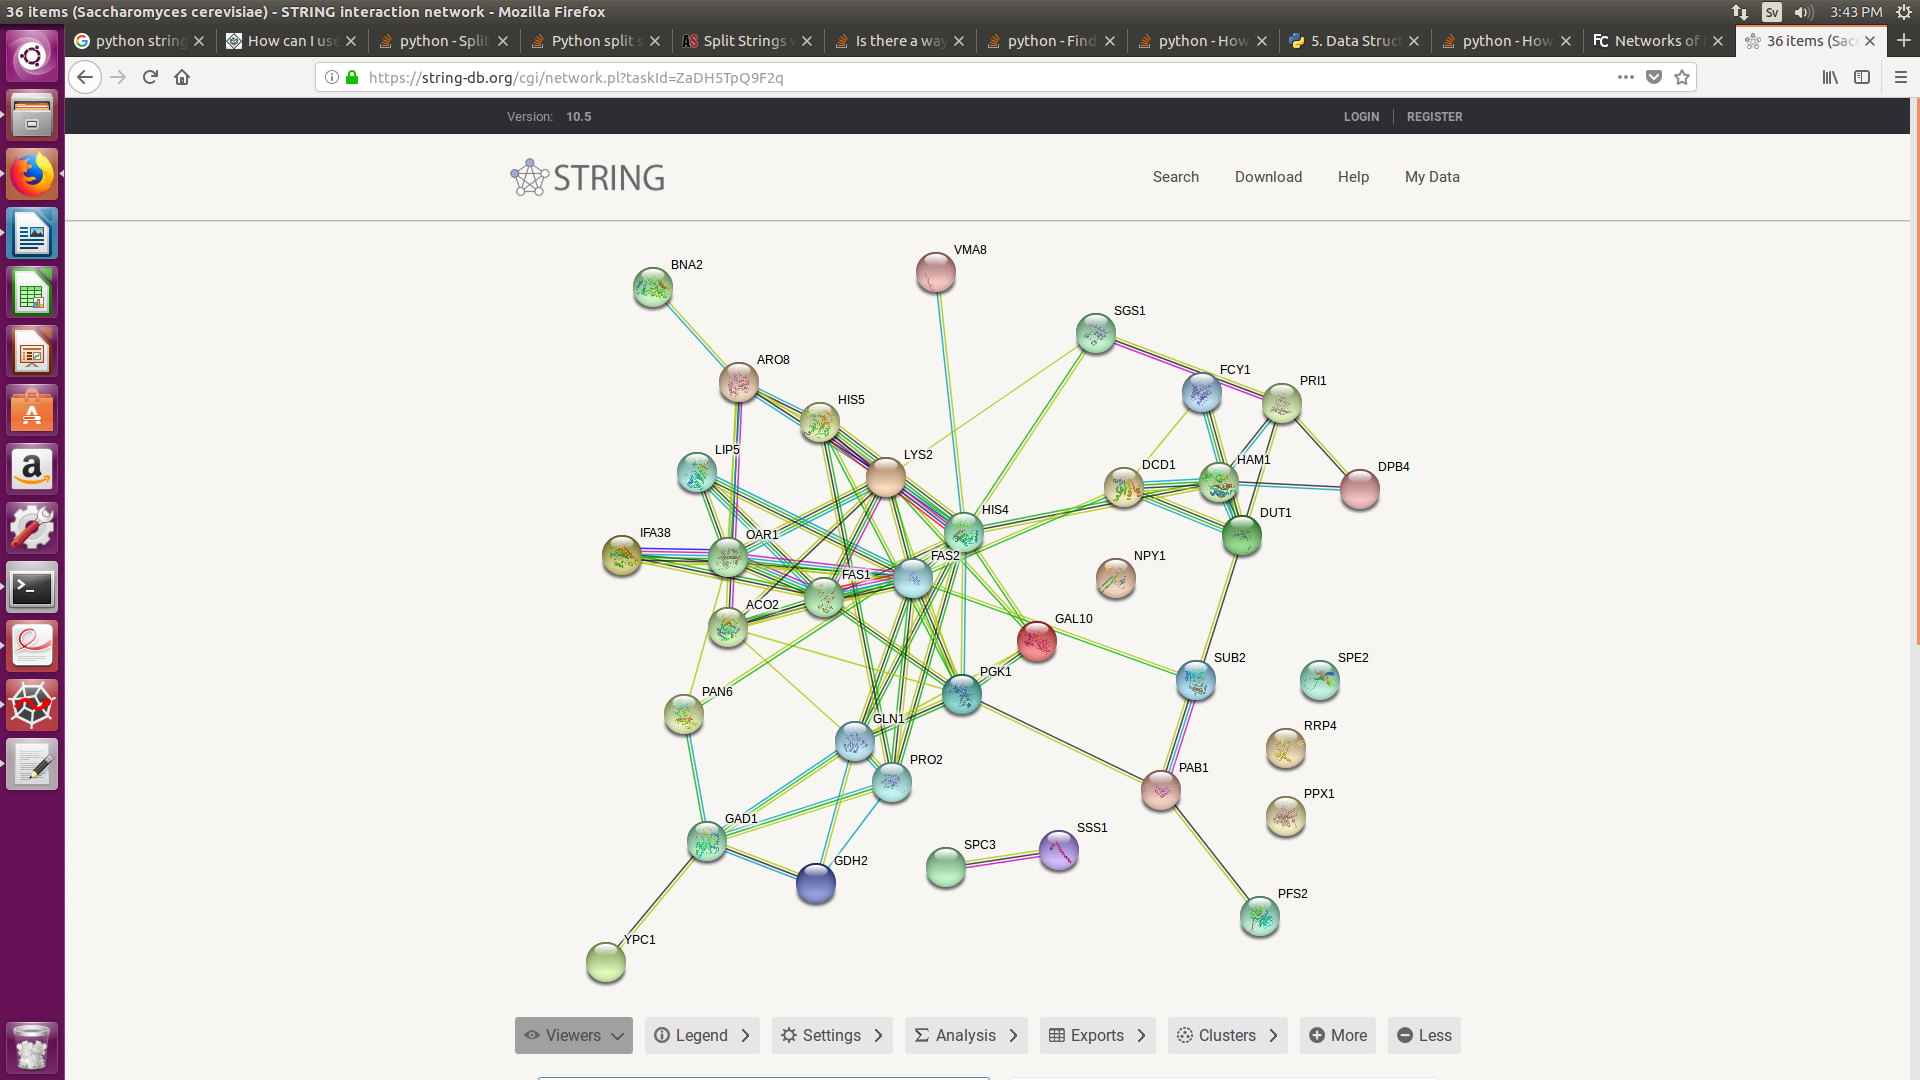 36 items (Saccharomyces cerevisiae) - STRING interaction network - Mozilla Firefox
Sv
3:43 PM
python string
How can I use
python - Split
Python split s
Split Strings w
Is there a way
python - Find
python - How
5. Data Struc
python - How
Networks of
36 items (Sac
https://string-db.org/cgi/network.pl?taskId=ZaDH5TpQ9F2q
Version: 10.5
LOGIN
REGISTER
STRING
Search
Download
Help
My Data
VMA8
BNA2
SGS1
ARO8
FCY1
PRI1
HIS5
LIP5
LYS2
DCD1
HAM1
DPB4
HIS4
DUT1
IFA38
OAR1
FAS2
NPY1
FAS1
ACO2
GAL10
SUB2
SPE2
PGK1
PAN6
GLN1
RRP4
PRO2
PAB1
PPX1
GAD1
SSS1
SPC3
GDH2
PFS2
YPC1
Viewers
Legend
Settings
Analysis
Exports
Clusters
More
Less